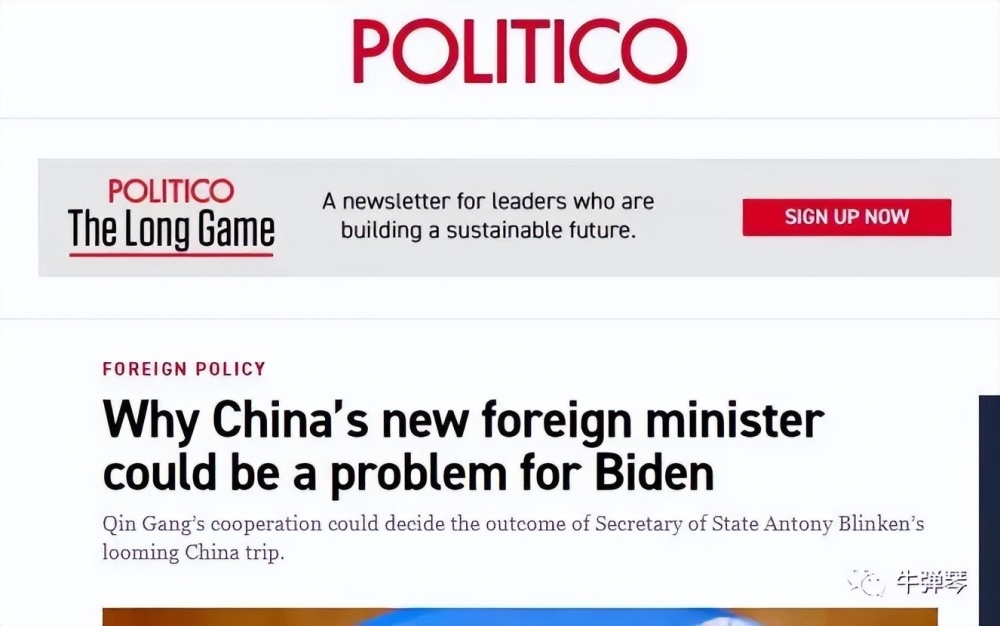 POLITICO
POLITICO
The Long Game
A newsletter for leaders who are
building a sustainable future.
SIGN UP NOW
FOREIGN POLICY
Why China’s new foreign minister
could be a problem for Biden
Qin Gang’s cooperation could decide the outcome of Secretary of State Antony Blinken’s
looming China trip.
牛弹琴